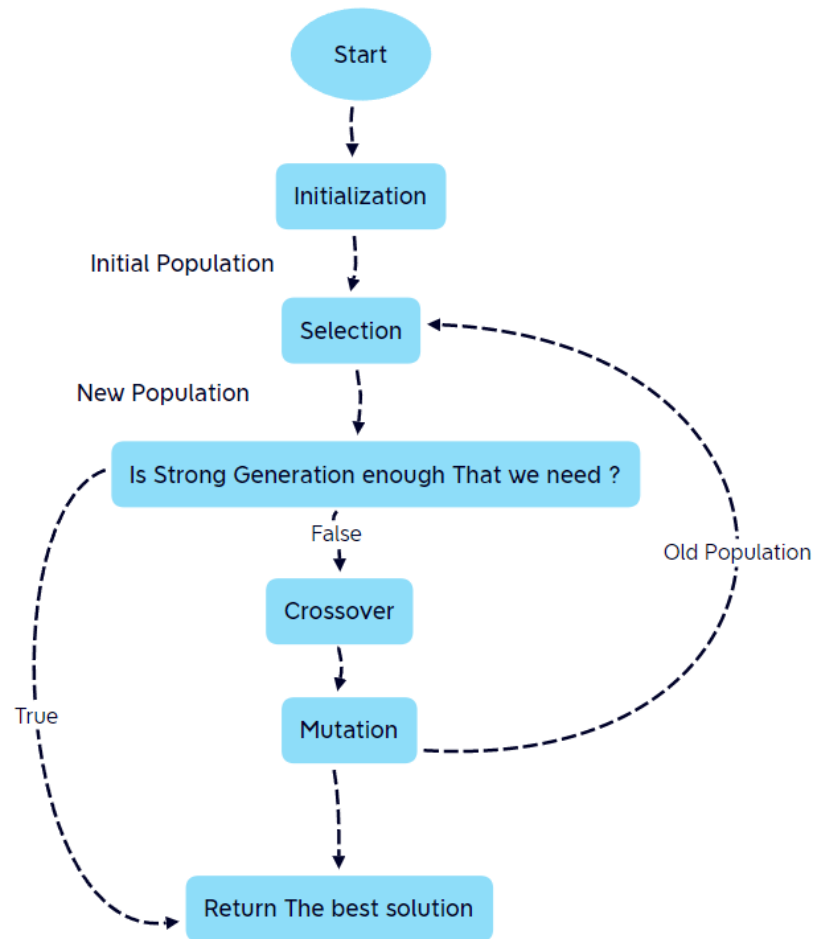 Start
Initialization
Initial Population
Selection
New Population
Is Strong Generation enough That we need ?
False
Old Population
Crossover
True
Mutation
Return The best solution